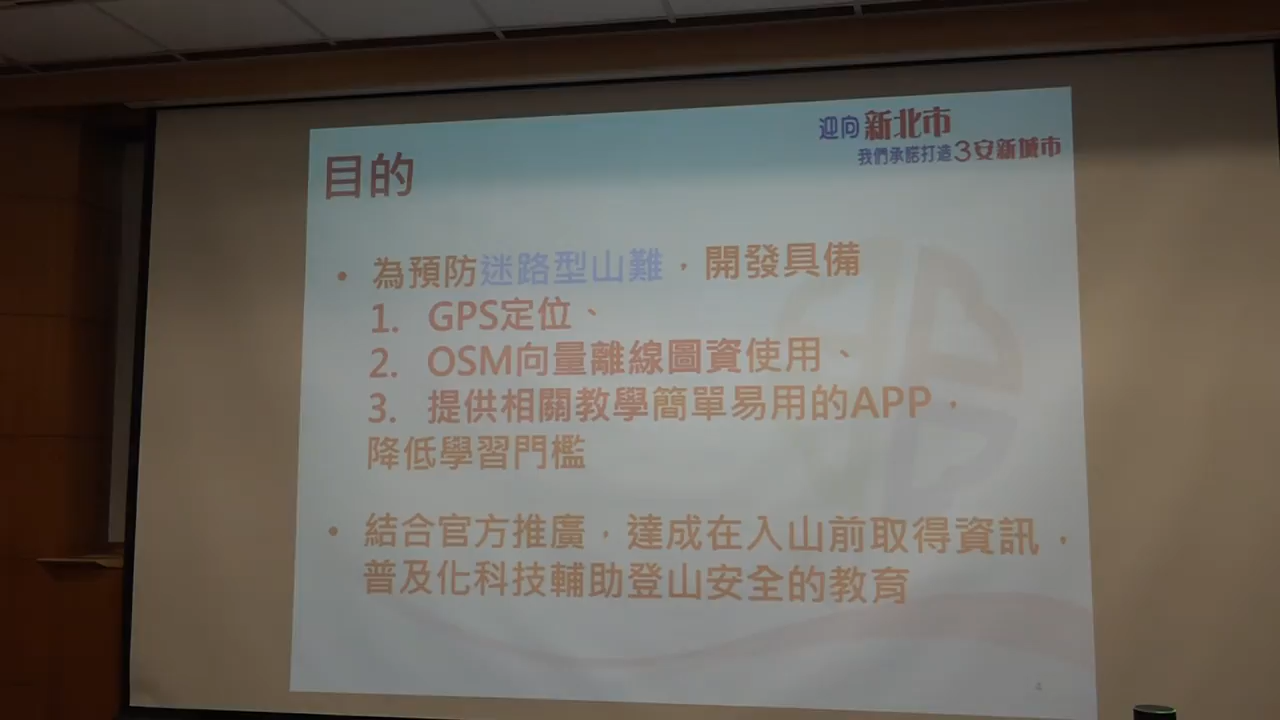 迎向 新北市
我們承諾打造3安新城市
目的
• 為預防迷路型山難，開發具備
1. GPS定位、
2. OSM向量離線圖資使用、
3. 提供相關教學簡單易用的APP，
降低學習門檻
• 結合官方推廣，達成在入山前取得資訊，
普及化科技輔助登山安全的教育